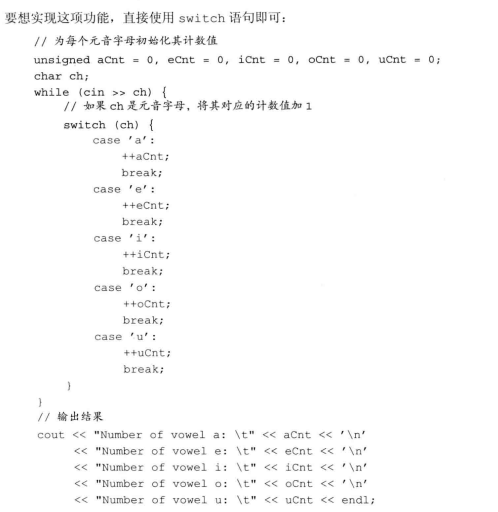 要想实现这项功能，直接使用 switch 语句即可：
// 为每个元音字母初始化其计数值
unsigned aCnt = 0, eCnt = 0, iCnt = 0, oCnt = 0, uCnt = 0;
char ch;
while (cin >> ch) {
// 如果 ch 是元音字母，将其对应的计数值加 1
switch (ch) {
case 'a':
++aCnt;
break;
case 'e':
++eCnt;
break;
case 'i':
++iCnt;
break;
case 'o':
++oCnt;
break;
case 'u':
++uCnt;
break;
}
}
// 输出结果
cout << "Number of vowel a: \t" << aCnt << '\n'
<< "Number of vowel e: \t" << eCnt << '\n'
<< "Number of vowel i: \t" << iCnt << '\n'
<< "Number of vowel o: \t" << oCnt << '\n'
<< "Number of vowel u: \t" << uCnt << endl;